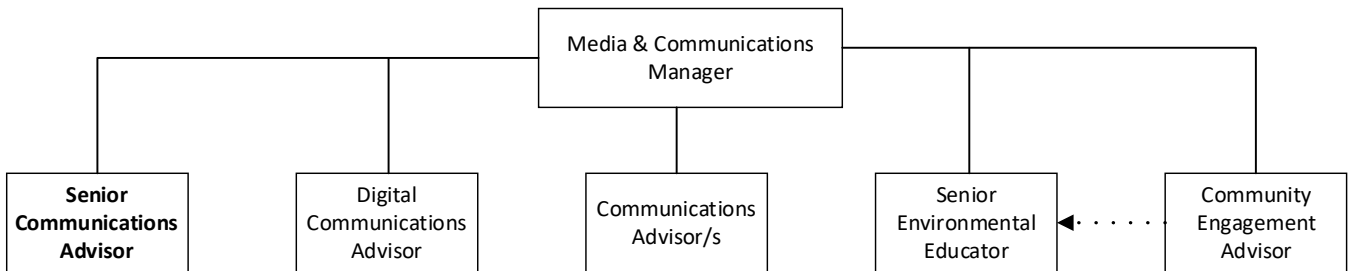 Media & Communications
Manager
Senior
Communications
Advisor
Digital
Communications
Advisor
Communications
Advisor/s
Senior
Environmental
Educator
Community
Engagement
Advisor